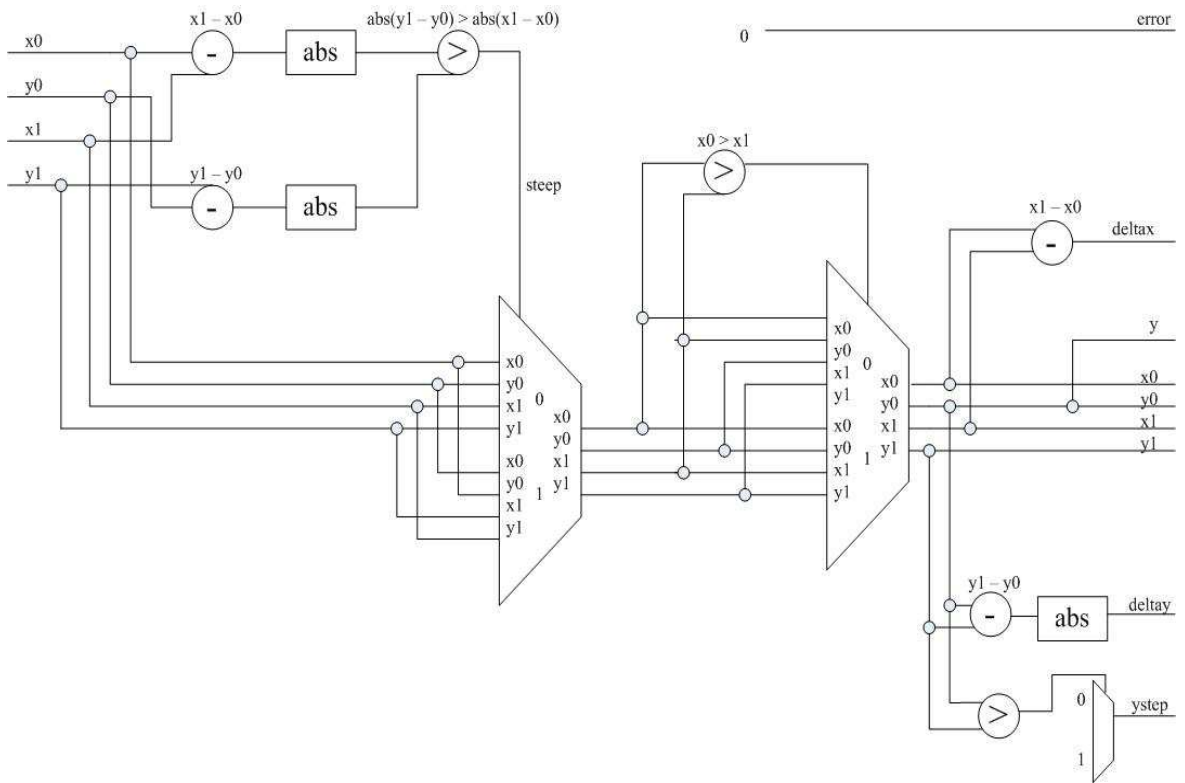 x1 – x0
abs(y1 – y0) > abs(x1 – x0)
error
x0
-
abs
>
0
y0
x1
x0 > x1
y1
y1 – y0
>
-
abs
steep
x1 – x0
deltax
-
y
x0
y0
x1
y1
0
x0
y0
x1
y1
x0
y0
x1
y1
1
x0
y0
x1
y1
0
x0
y0
x1
y1
1
x0
y0
x1
y1
x0
y0
x1
y1
y1 – y0
-
abs
deltay
>
0
ystep
1